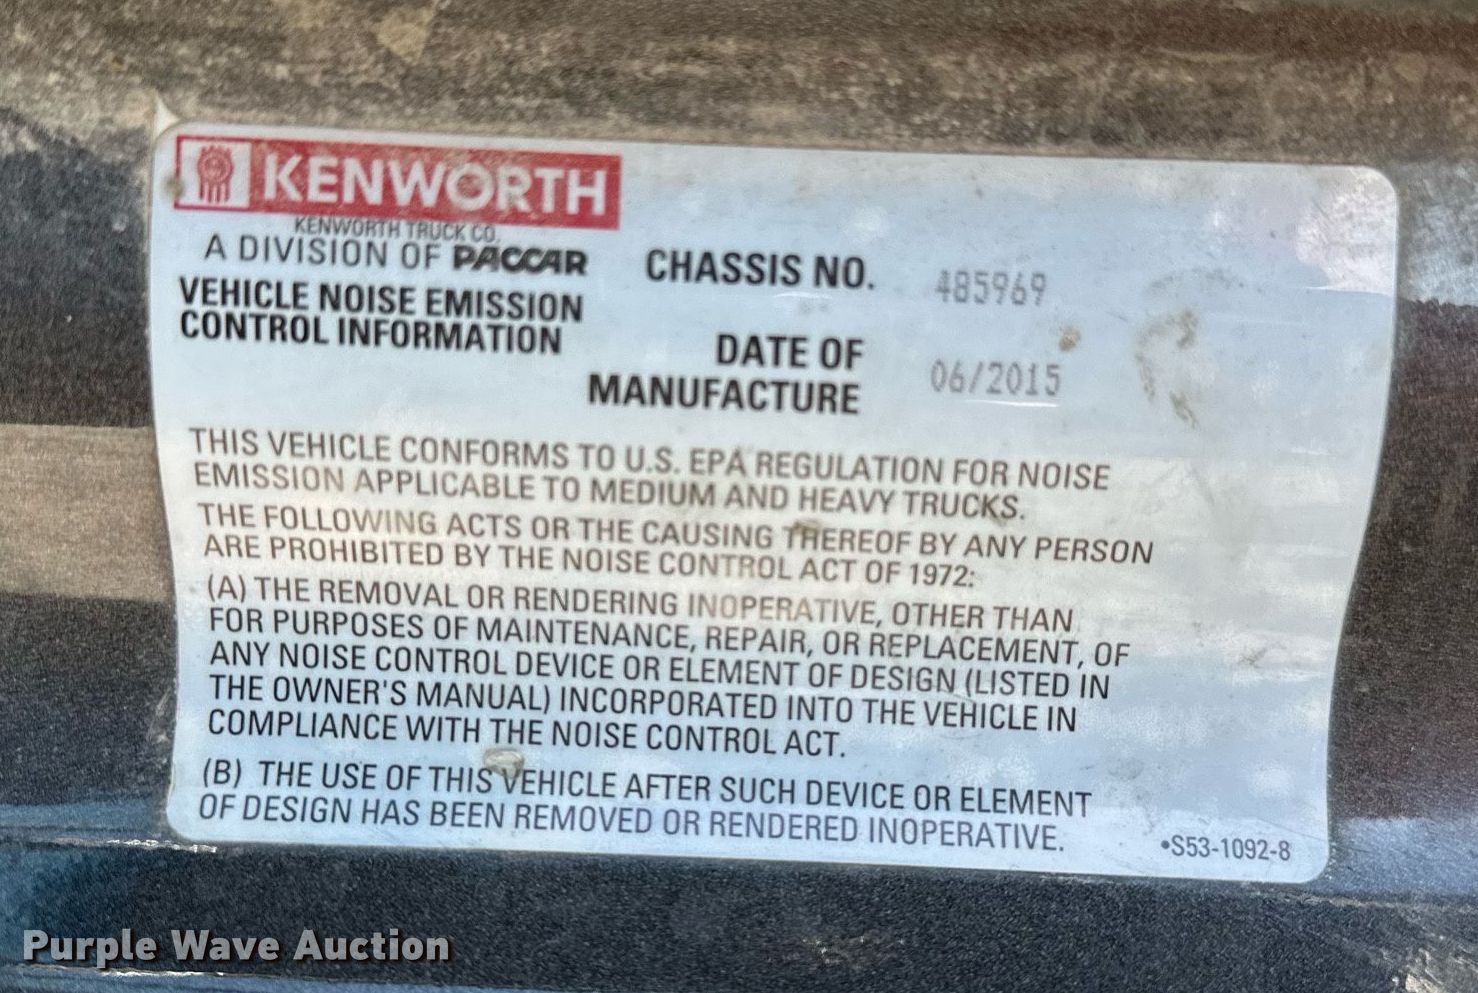 KENWORTH
KENWORTH TRUCK CO.
A DIVISION OF PACCAR
VEHICLE NOISE EMISSION
CONTROL INFORMATION
CHASSIS NO. 485969
DATE OF
MANUFACTURE 06/2015
THIS VEHICLE CONFORMS TO U.S. EPA REGULATION FOR NOISE
EMISSION APPLICABLE TO MEDIUM AND HEAVY TRUCKS.
THE FOLLOWING ACTS OR THE CAUSING THEREOF BY ANY PERSON
ARE PROHIBITED BY THE NOISE CONTROL ACT OF 1972:
(A) THE REMOVAL OR RENDERING INOPERATIVE, OTHER THAN
FOR PURPOSES OF MAINTENANCE, REPAIR, OR REPLACEMENT, OF
ANY NOISE CONTROL DEVICE OR ELEMENT OF DESIGN (LISTED IN
THE OWNER'S MANUAL) INCORPORATED INTO THE VEHICLE IN
COMPLIANCE WITH THE NOISE CONTROL ACT.
(B) THE USE OF THIS VEHICLE AFTER SUCH DEVICE OR ELEMENT
OF DESIGN HAS BEEN REMOVED OR RENDERED INOPERATIVE.
•S53-1092-8
Purple Wave Auction